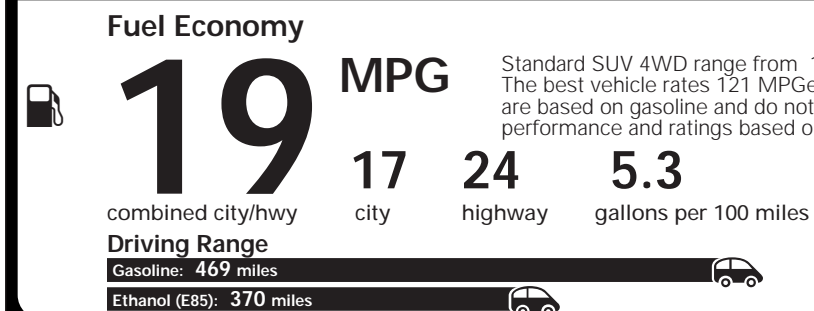 Fuel Economy
19 MPG
Standard SUV 4WD range from
The best vehicle rates 121 MPGe
are based on gasoline and do not
performance and ratings based
17 24 5.3
combined city/hwy city highway gallons per 100 miles
Driving Range
Gasoline: 469 miles
Ethanol (E85): 370 miles